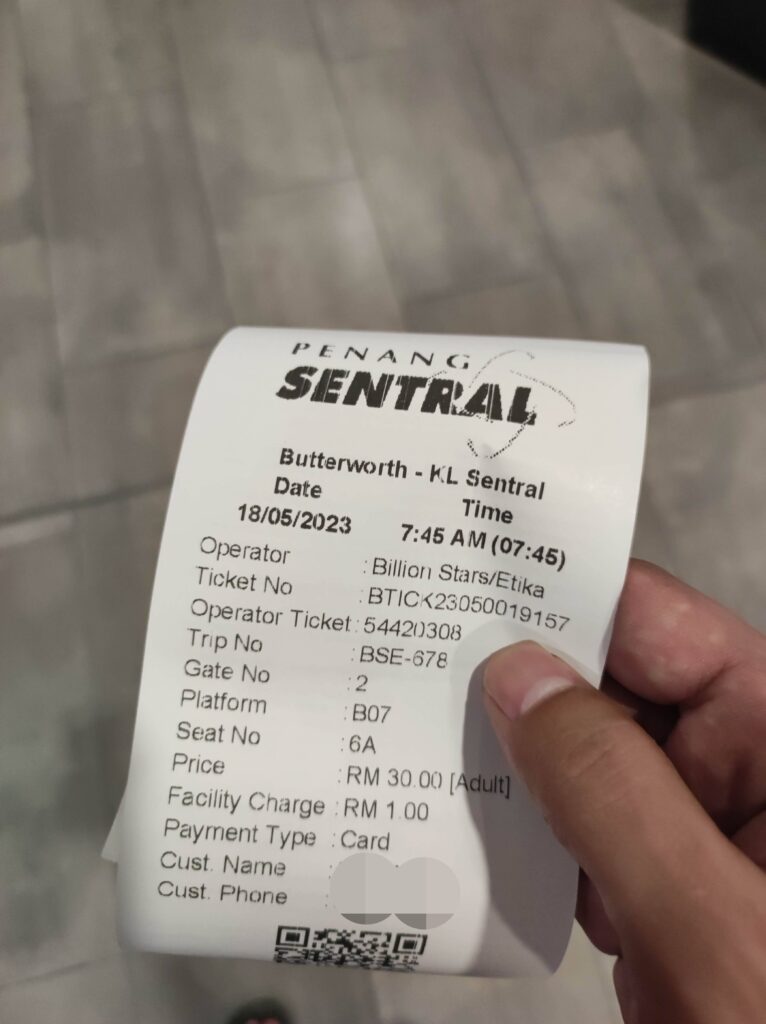 PENANG
SENTRAL
Butterworth - KL Sentral
Date Time
18/05/2023 7:45 AM (07:45)
Operator : Billion Stars/Etika
Ticket No : BTICK23050019157
Operator Ticket : 54420308
Trip No : BSE-678
Gate No : 2
Platform : B07
Seat No : 6A
Price : RM 30.00 [Adult]
Facility Charge : RM 1.00
Payment Type : Card
Cust. Name :
Cust. Phone :